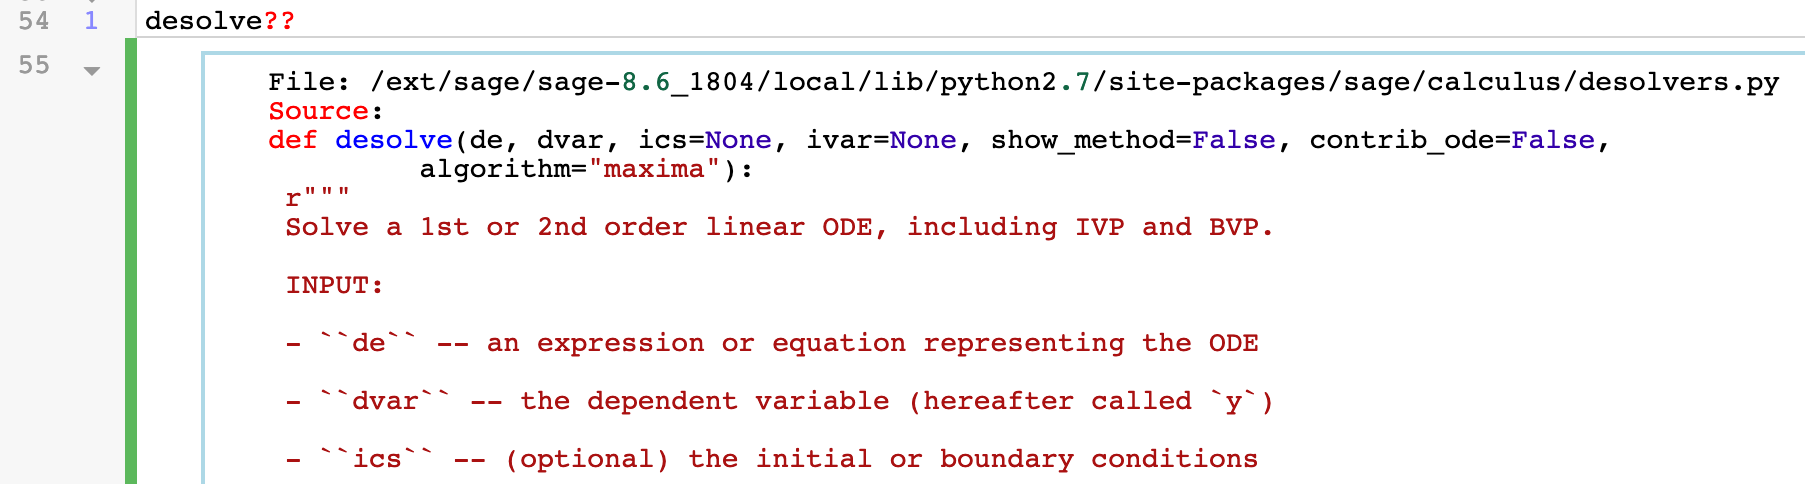 54 1 desolve??
55
File: /ext/sage/sage-8.6_1804/local/lib/python2.7/site-packages/sage/calculus/desolvers.py
Source:
def desolve(de, dvar, ics=None, ivar=None, show_method=False, contrib_ode=False,
algorithm="maxima"):
r"""
Solve a 1st or 2nd order linear ODE, including IVP and BVP.
INPUT:
- ``de`` -- an expression or equation representing the ODE
- ``dvar`` -- the dependent variable (hereafter called `y`)
- ``ics`` -- (optional) the initial or boundary conditions